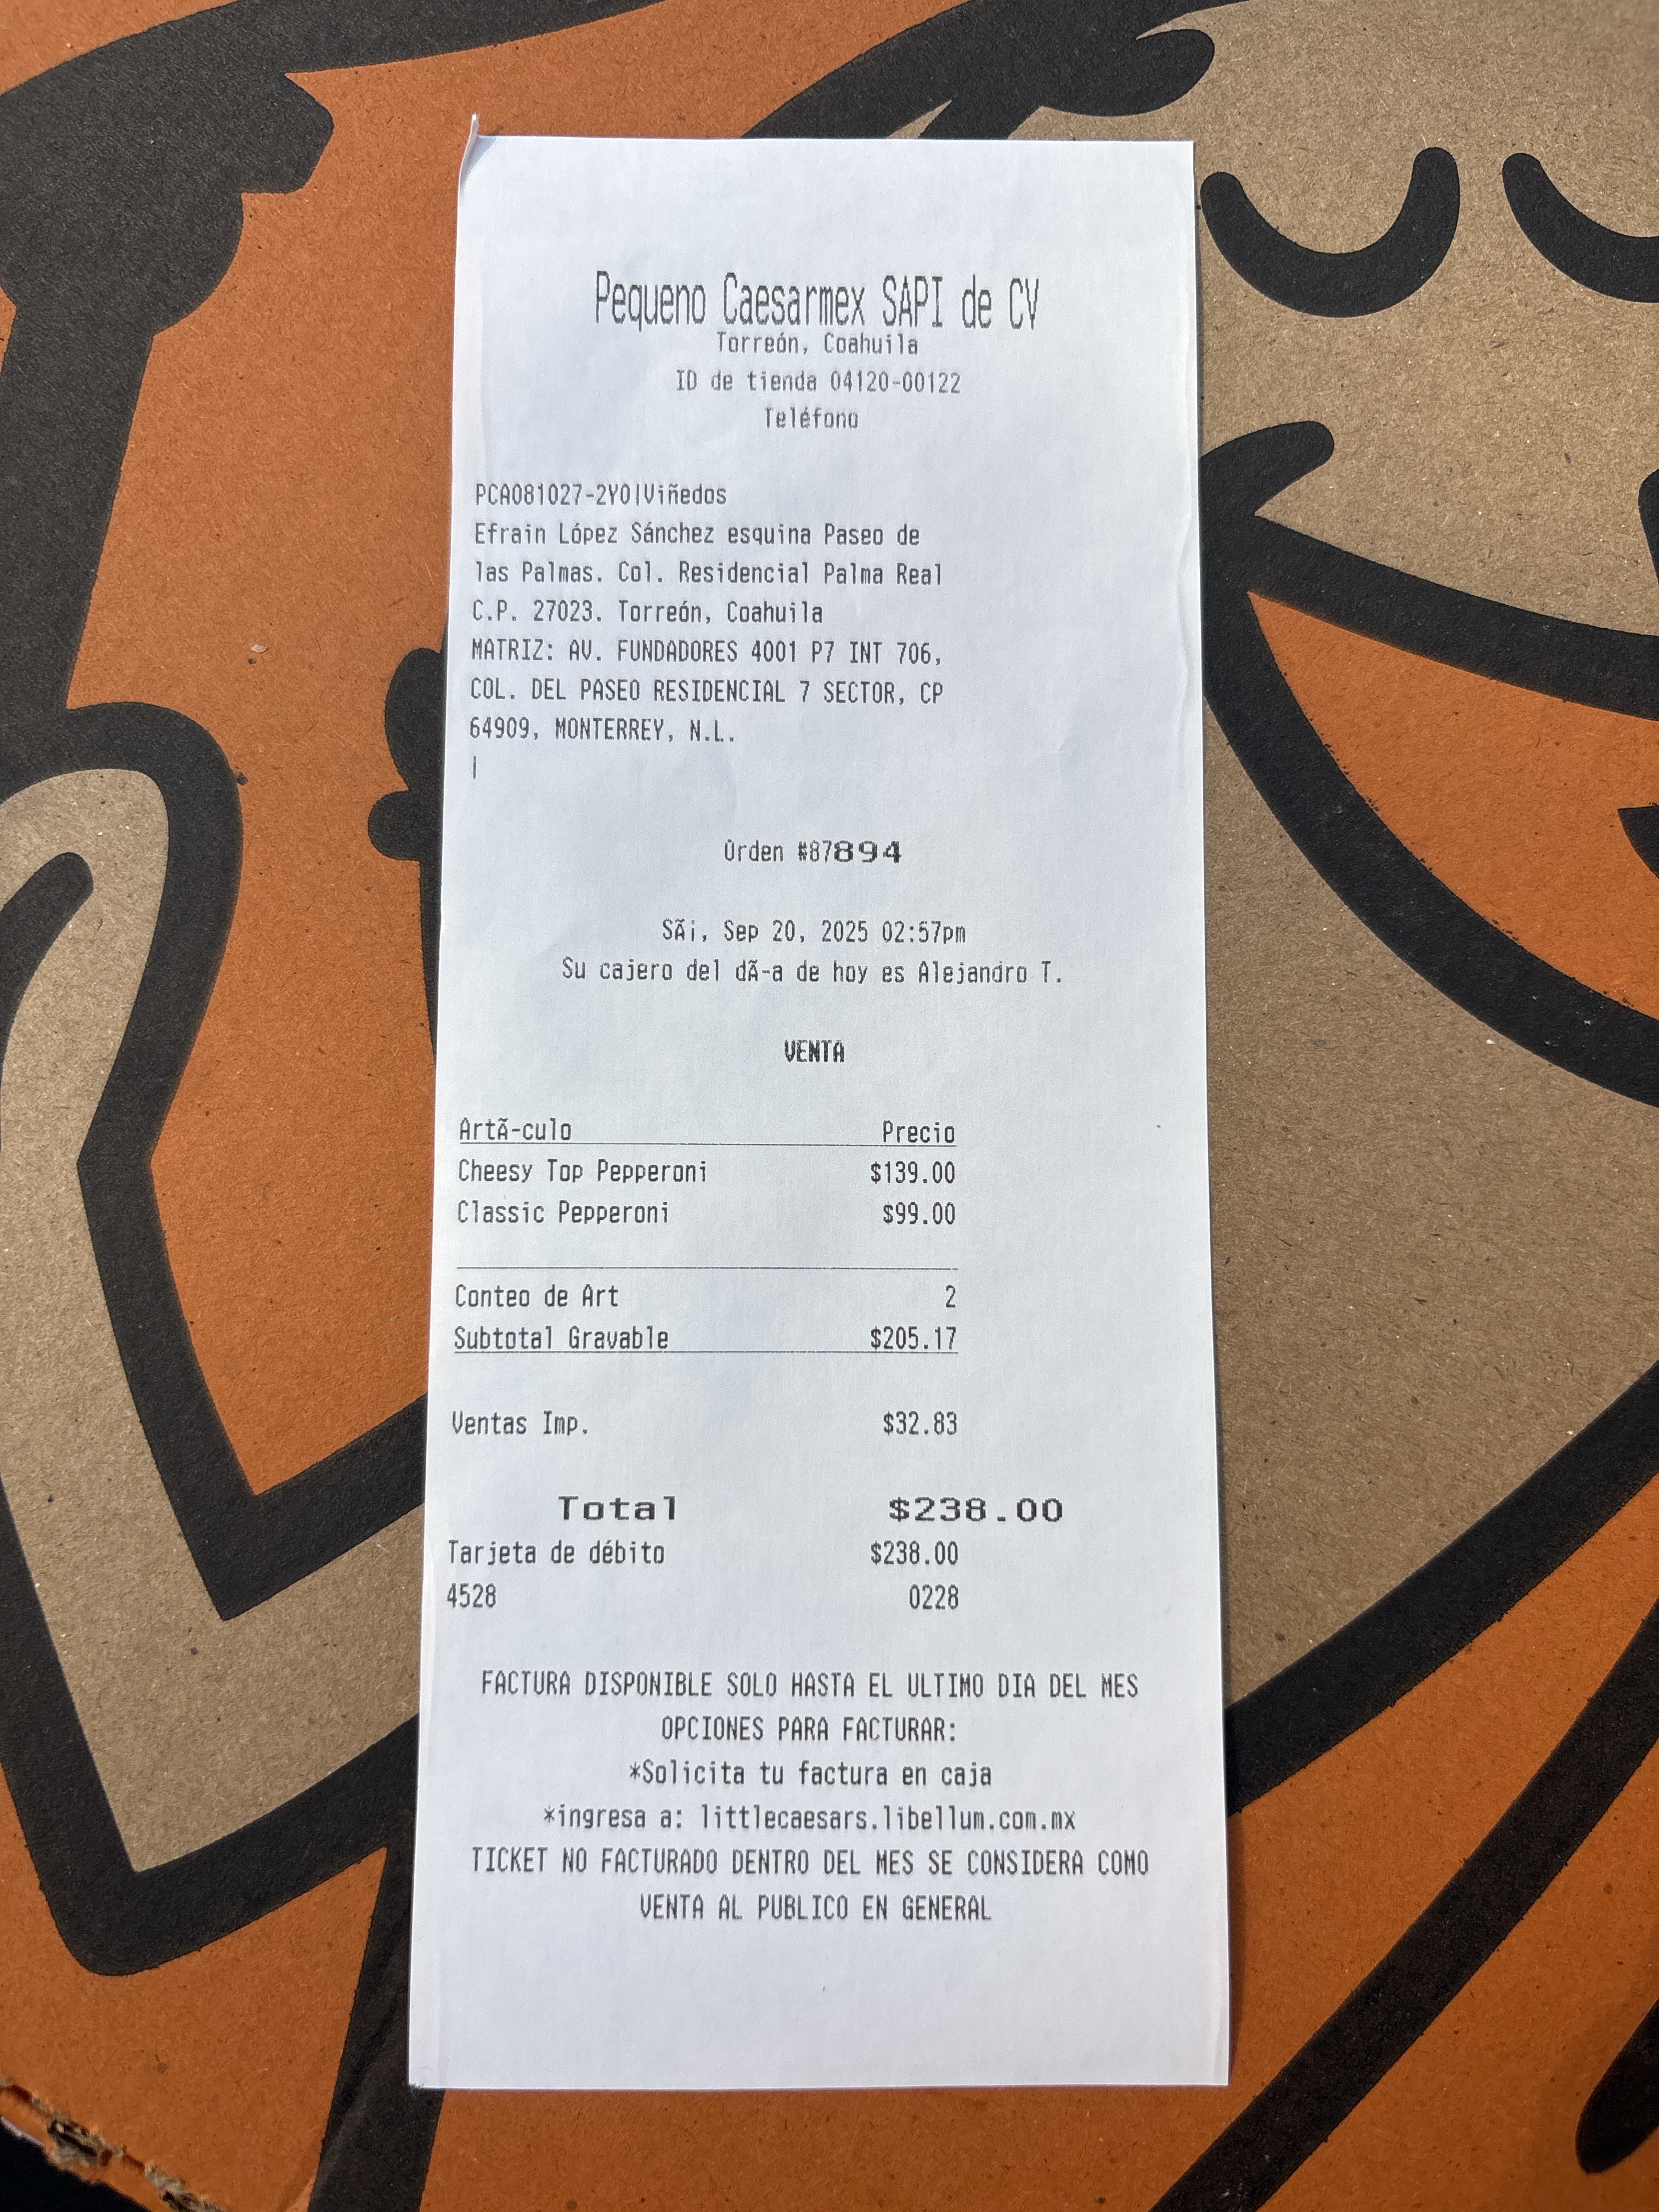 Pequeno Caesarmex SAPI de CV
Torreón, Coahuila
ID de tienda 04120-00122
Teléfono
PCA081027-2Y0|Viñedos
Efrain López Sánchez esquina Paseo de
las Palmas. Col. Residencial Palma Real
C.P. 27023. Torreón, Coahuila
MATRIZ: AV. FUNDADORES 4001 P7 INT 706,
COL. DEL PASEO RESIDENCIAL 7 SECTOR, CP
64909, MONTERREY, N.L.
|
Orden #87894
SÃ¡, Sep 20, 2025 02:57pm
Su cajero del dÃ-a de hoy es Alejandro T.
VENTA
ArtÃ-culo Precio
Cheesy Top Pepperoni $139.00
Classic Pepperoni $99.00
Conteo de Art 2
Subtotal Gravable $205.17
Ventas Imp. $32.83
Total $238.00
Tarjeta de débito $238.00
4528 0228
FACTURA DISPONIBLE SOLO HASTA EL ULTIMO DIA DEL MES
OPCIONES PARA FACTURAR:
*Solicita tu factura en caja
*ingresa a: littlecaesars.libellum.com.mx
TICKET NO FACTURADO DENTRO DEL MES SE CONSIDERA COMO
VENTA AL PUBLICO EN GENERAL